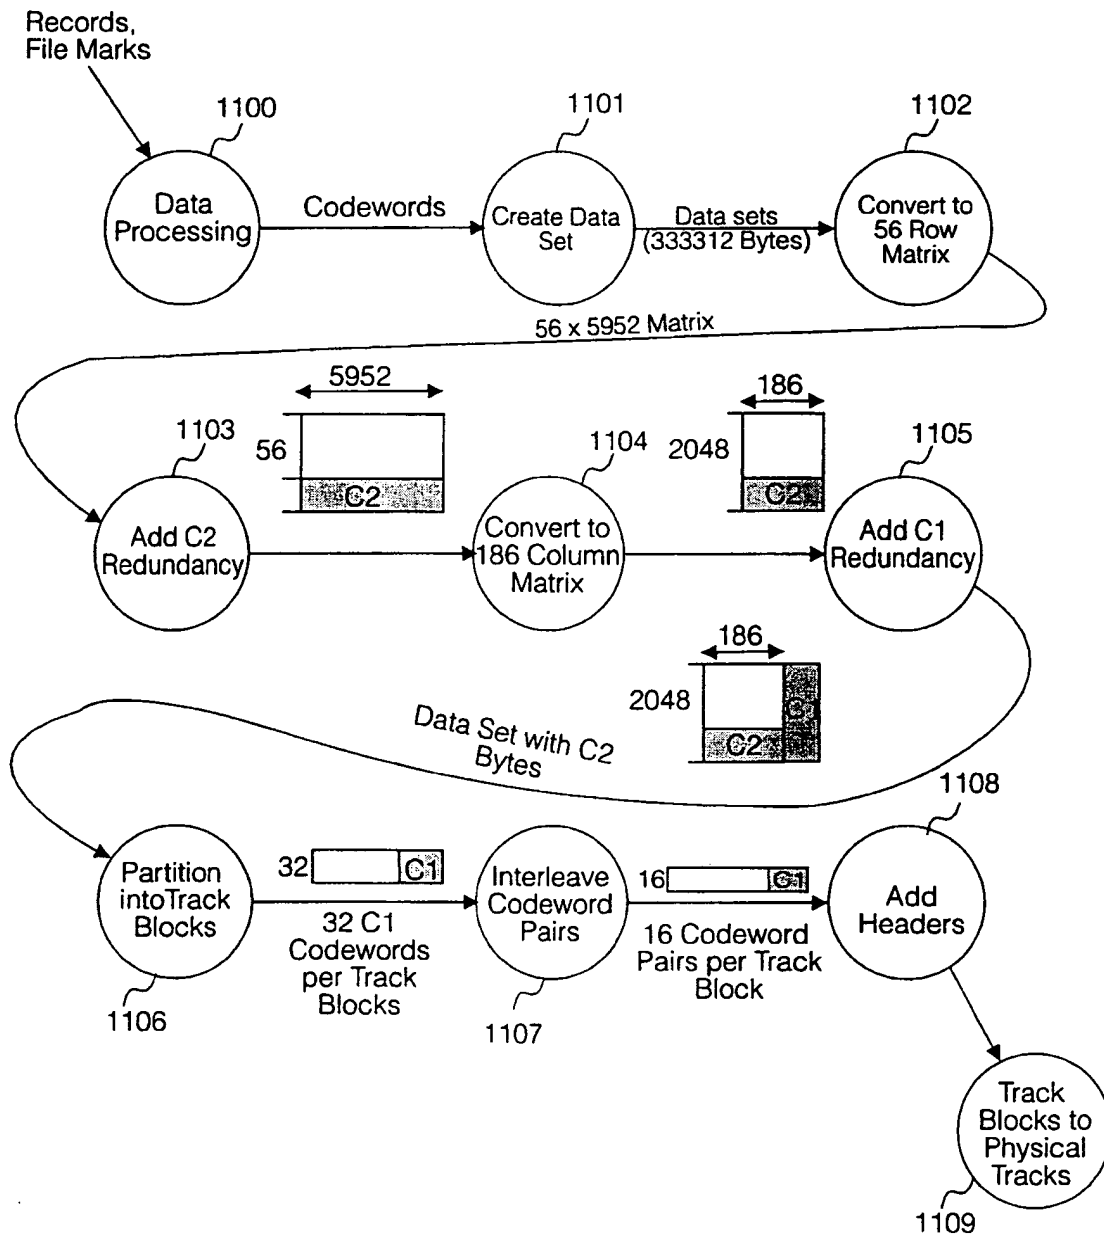 Records,
File Marks
1100
1101
1102
Data
Processing
Codewords
Create Data
Set
Data sets
(333312 Bytes)
Convert to
56 Row
Matrix
56 x 5952 Matrix
5952
186
1103
56
C2
1104
2048
C2
1105
Add C2
Redundancy
Convert to
186 Column
Matrix
Add C1
Redundancy
186
2048
C1
C2
Data Set with C2
Bytes
1108
Partition
intoTrack
Blocks
32
C1
32 C1
Codewords
per Track
Blocks
Interleave
Codeword
Pairs
16
C1
16 Codeword
Pairs per Track
Block
Add
Headers
1106
1107
Track
Blocks to
Physical
Tracks
1109